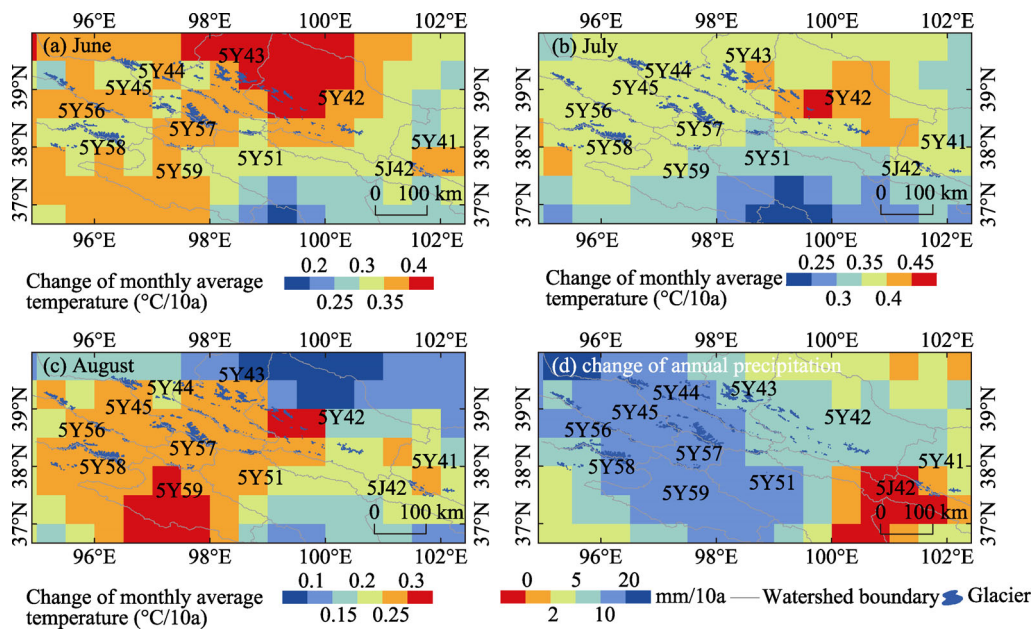 96°E 98°E 100°E 102°E
(a) June
39°N
38°N
37°N
5Y43
5Y44
5Y45
5Y42
5Y56
5Y57
5Y58
5Y41
5Y51
5Y59
5J42
0 100 km
39°N
38°N
37°N
96°E 98°E 100°E 102°E
Change of monthly average
temperature (°C/10a)
0.2 0.3 0.4
0.25 0.35
96°E 98°E 100°E 102°E
(b) July
39°N
38°N
37°N
5Y43
5Y44
5Y45
5Y42
5Y56
5Y57
5Y58
5Y41
5Y51
5Y59
5J42
0 100 km
39°N
38°N
37°N
96°E 98°E 100°E 102°E
Change of monthly average
temperature (°C/10a)
0.25 0.35 0.45
0.3 0.4
(c) August
39°N
38°N
37°N
5Y43
5Y44
5Y45
5Y42
5Y56
5Y57
5Y58
5Y41
5Y51
5Y59
5J42
0 100 km
39°N
38°N
37°N
96°E 98°E 100°E 102°E
Change of monthly average
temperature (°C/10a)
0.1 0.2 0.3
0.15 0.25
(d) change of annual precipitation
39°N
38°N
37°N
5Y43
5Y44
5Y45
5Y42
5Y56
5Y57
5Y58
5Y41
5Y51
5Y59
5J42
0 100 km
39°N
38°N
37°N
96°E 98°E 100°E 102°E
0 5 20
2 10
mm/10a
Watershed boundary
Glacier